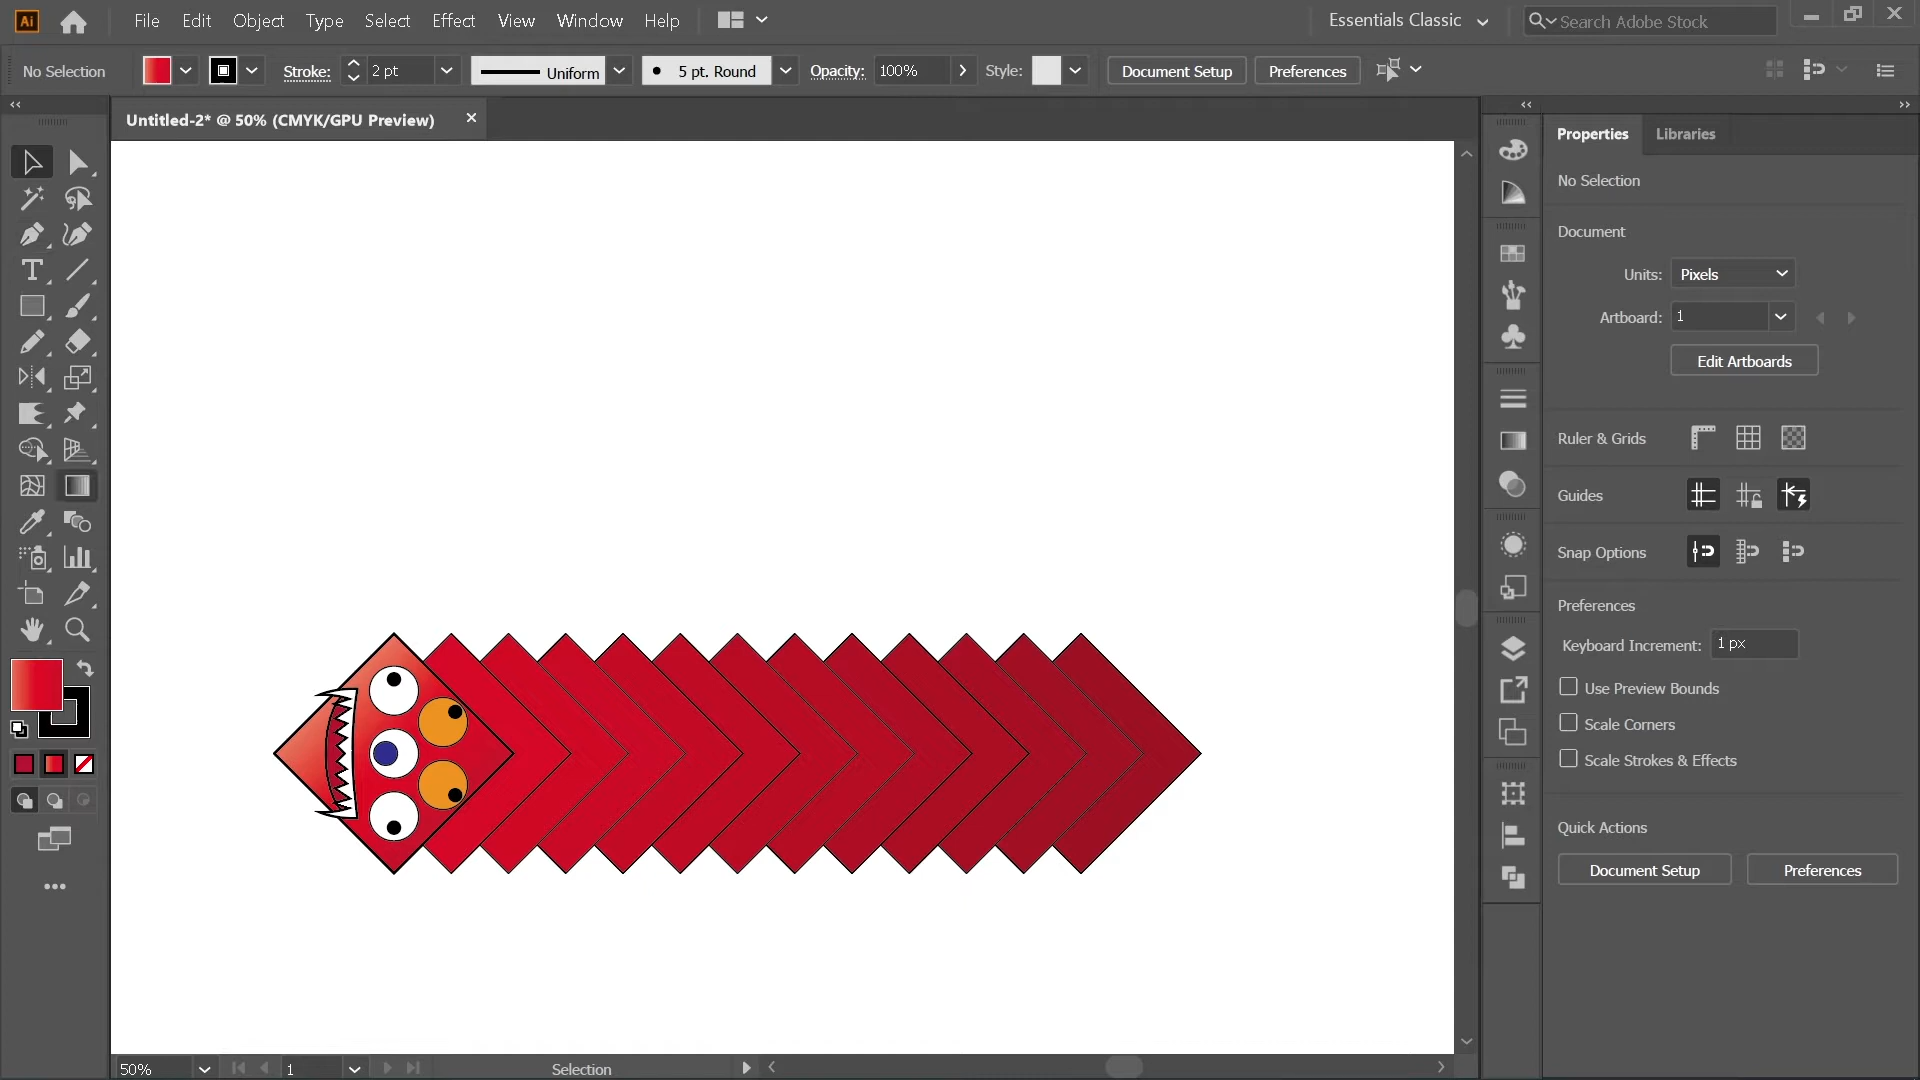 Ai File Edit Object Type Select Effect View Window Help Essentials Classic Search Adobe Stock
No Selection Stroke: 2 pt Uniform 5 pt. Round Opacity: 100% Style: Document Setup Preferences
Untitled-2* @ 50% (CMYK/GPU Preview)
Properties Libraries
No Selection
Document
Units: Pixels
Artboard: 1
Edit Artboards
Ruler & Grids
Guides
Snap Options
Preferences
Keyboard Increment: 1 px
Use Preview Bounds
Scale Corners
Scale Strokes & Effects
Quick Actions
Document Setup Preferences
50% 1 Selection